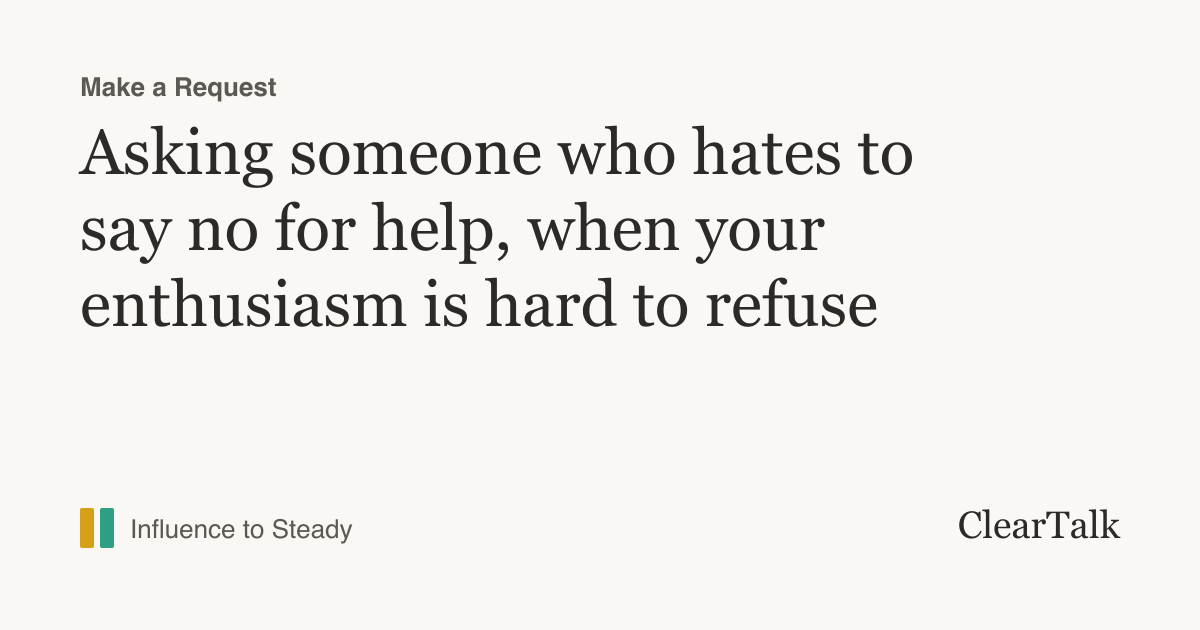 Make a Request
Asking someone who hates to
say no for help, when your
enthusiasm is hard to refuse
Influence to Steady
ClearTalk